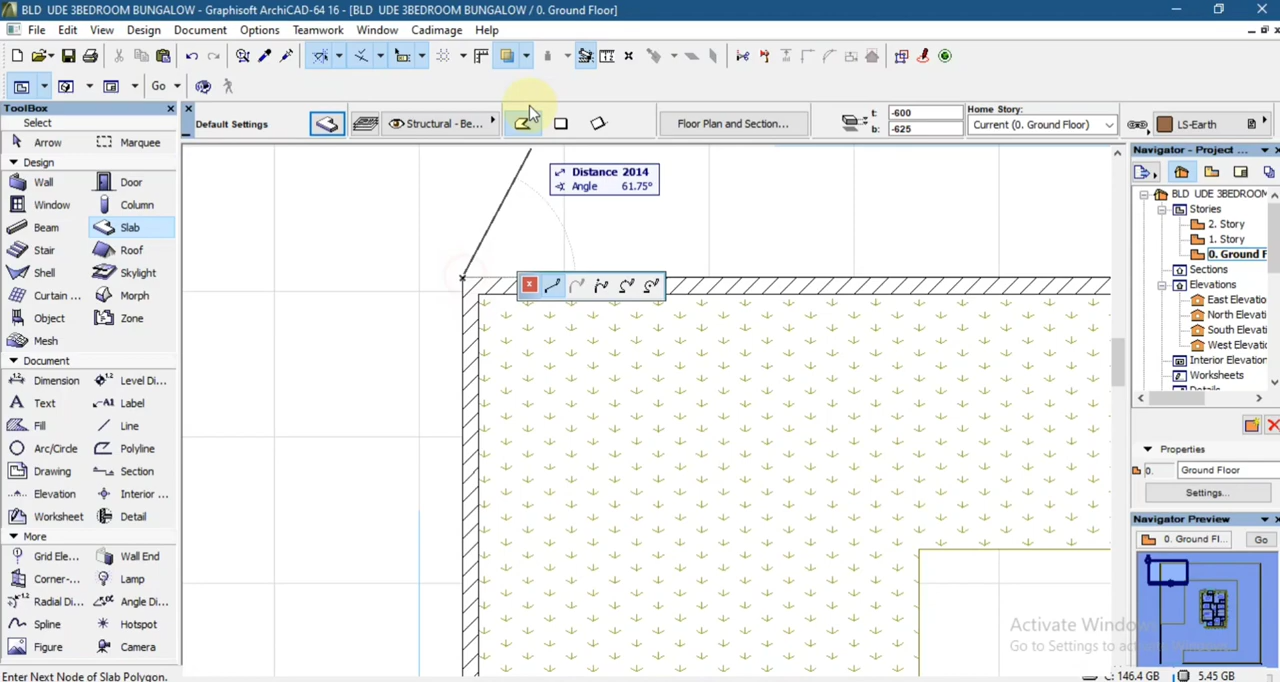 BLD UDE 3BEDROOM BUNGALOW - Graphisoft ArchiCAD-64 16 - [BLD UDE 3BEDROOM BUNGALOW / 0. Ground Floor]
File Edit View Design Document Options Teamwork Window Cadimage Help
Go
ToolBox
Select
Arrow Marquee
Design
Wall Door
Window Column
Beam Slab
Stair Roof
Shell Skylight
Curtain ... Morph
Object Zone
Mesh
Document
Dimension Level Di...
Text Label
Fill Line
Arc/Circle Polyline
Drawing Section
Elevation Interior ...
Worksheet Detail
More
Grid Ele... Wall End
Corner-... Lamp
Radial Di... Angle Di...
Spline Hotspot
Figure Camera
Enter Next Node of Slab Polygon.
Default Settings
Structural - Be...
Floor Plan and Section...
t: -600
b: -625
Home Story:
Current (0. Ground Floor)
LS-Earth
Distance 2014
Angle 61.75°
Navigator - Project ...
BLD UDE 3BEDROOM
Stories
2. Story
1. Story
0. Ground F
Sections
Elevations
East Elevatio
North Elevati
South Elevati
West Elevatio
Interior Elevation
Worksheets
Details
Properties
0. Ground Floor
Settings...
Navigator Preview
0. Ground Fl... Go
Activate Window
Go to Settings to act
C: 146.4 GB 5.45 GB